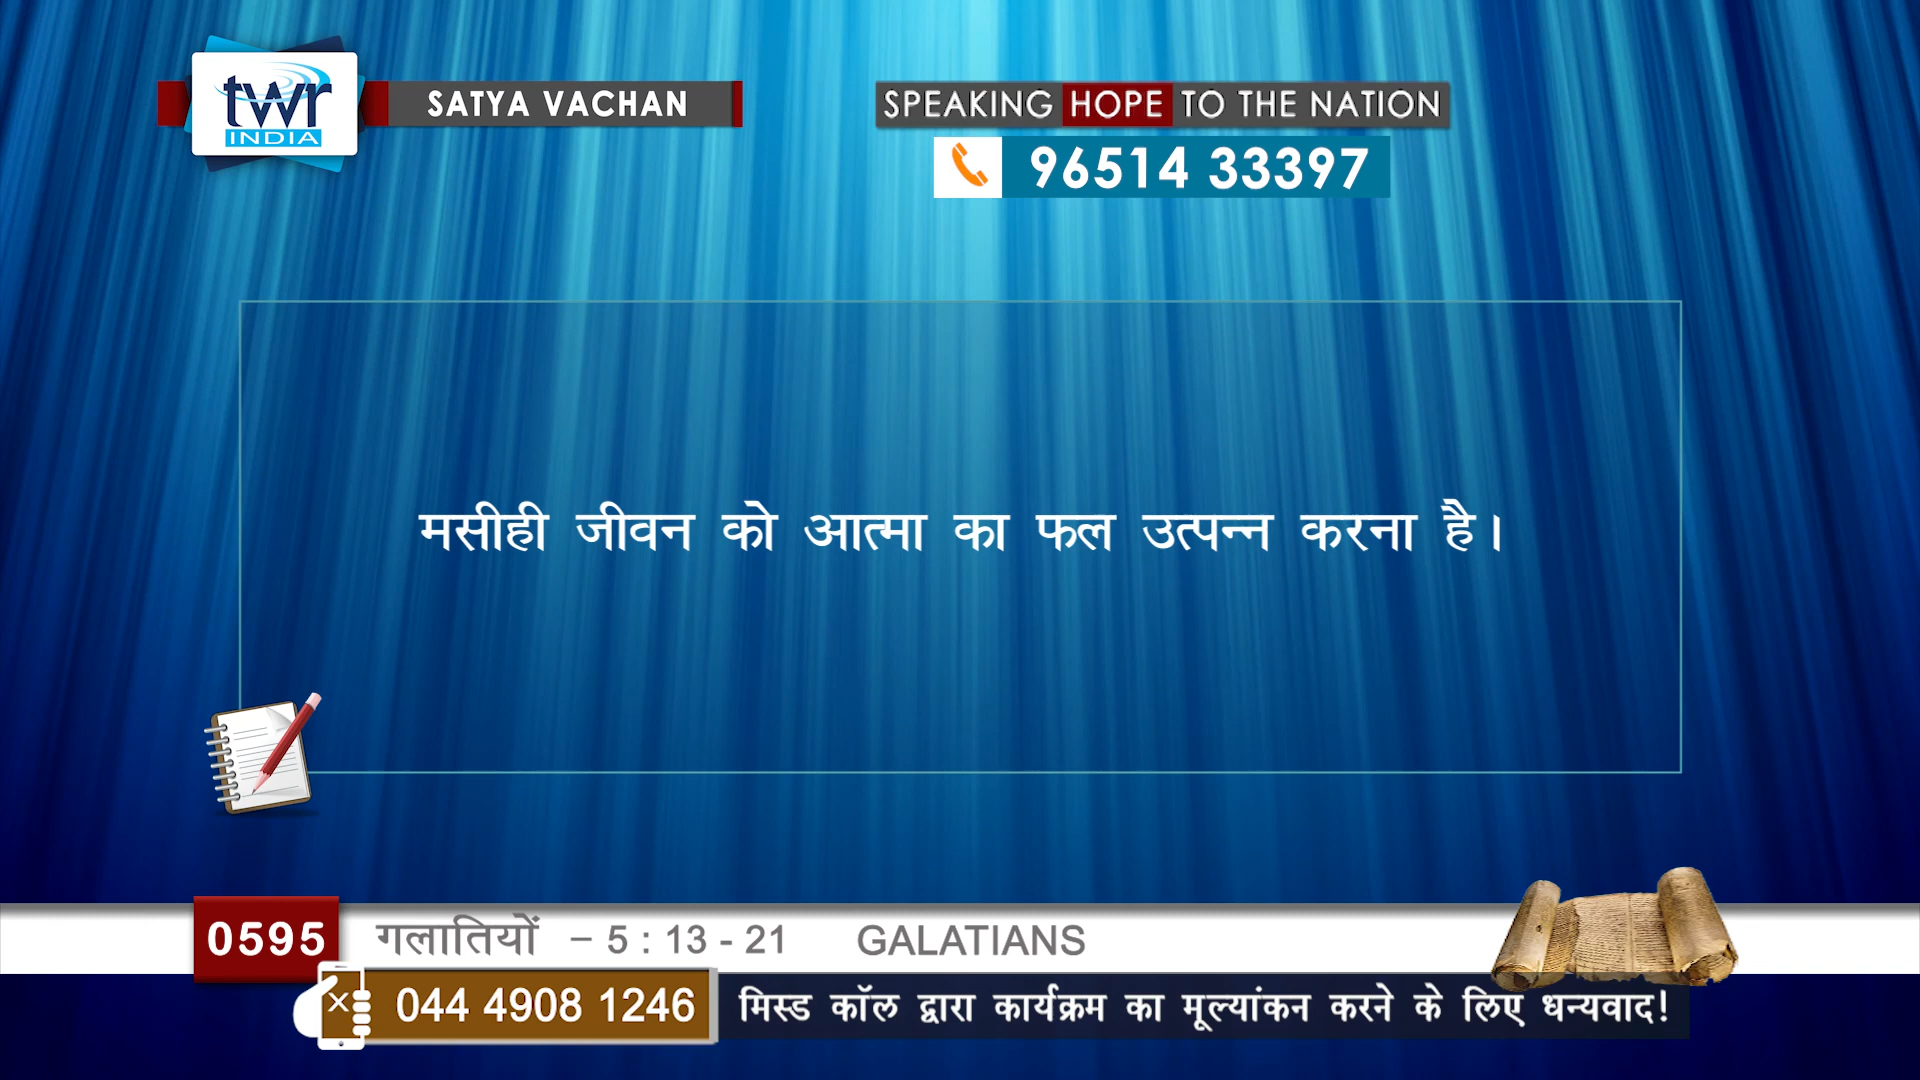 twr
INDIA
SATYA VACHAN
SPEAKING HOPE TO THE NATION
96514 33397
मसीही जीवन को आत्मा का फल उत्पन्न करना है।
0595
गलातियों – 5 : 13 - 21 GALATIANS
044 4908 1246
मिस्ड कॉल द्वारा कार्यक्रम का मूल्यांकन करने के लिए धन्यवाद!